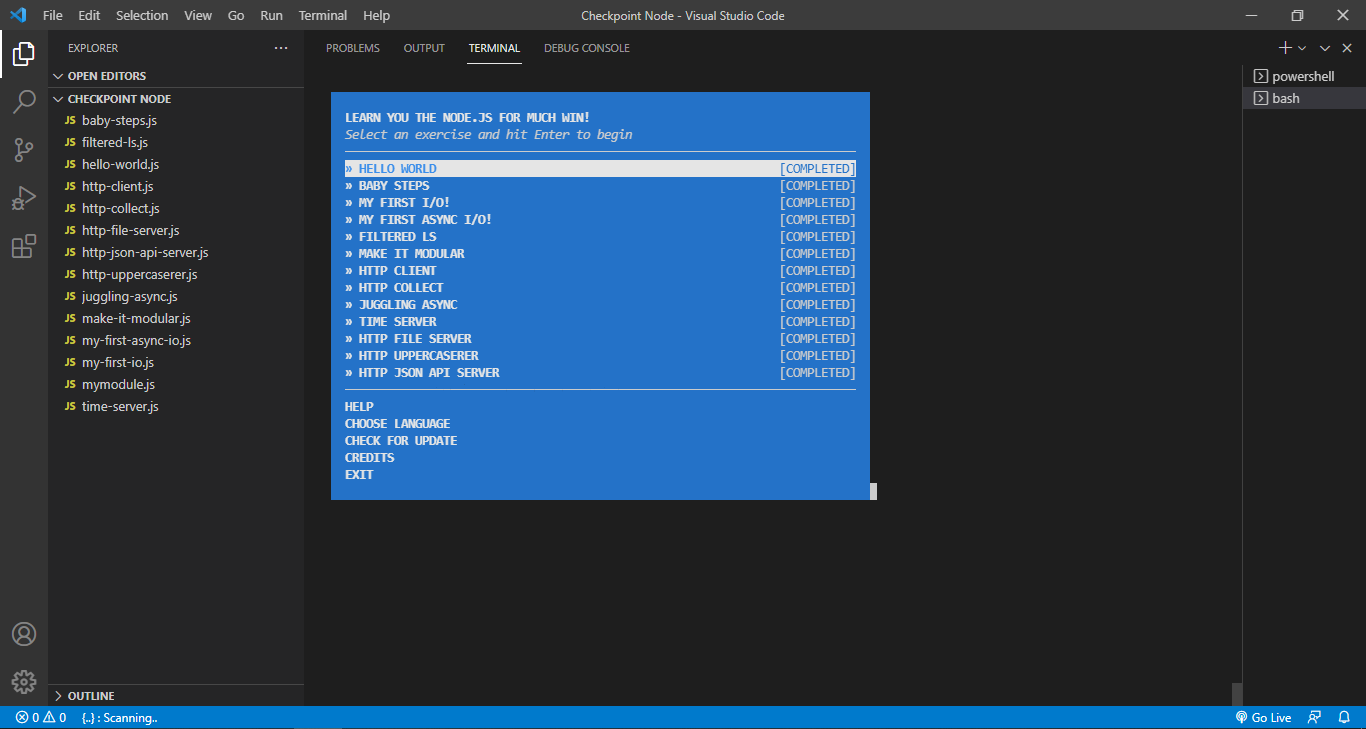 File Edit Selection View Go Run Terminal Help
Checkpoint Node - Visual Studio Code
EXPLORER
OPEN EDITORS
CHECKPOINT NODE
JS baby-steps.js
JS filtered-ls.js
JS hello-world.js
JS http-client.js
JS http-collect.js
JS http-file-server.js
JS http-json-api-server.js
JS http-uppercaserer.js
JS juggling-async.js
JS make-it-modular.js
JS my-first-async-io.js
JS my-first-io.js
JS mymodule.js
JS time-server.js
OUTLINE
PROBLEMS OUTPUT TERMINAL DEBUG CONSOLE
LEARN YOU THE NODE.JS FOR MUCH WIN!
Select an exercise and hit Enter to begin
» HELLO WORLD [COMPLETED]
» BABY STEPS [COMPLETED]
» MY FIRST I/O! [COMPLETED]
» MY FIRST ASYNC I/O! [COMPLETED]
» FILTERED LS [COMPLETED]
» MAKE IT MODULAR [COMPLETED]
» HTTP CLIENT [COMPLETED]
» HTTP COLLECT [COMPLETED]
» JUGGLING ASYNC [COMPLETED]
» TIME SERVER [COMPLETED]
» HTTP FILE SERVER [COMPLETED]
» HTTP UPPERCASERER [COMPLETED]
» HTTP JSON API SERVER [COMPLETED]
HELP
CHOOSE LANGUAGE
CHECK FOR UPDATE
CREDITS
EXIT
powershell
bash
0 0 {..} : Scanning..
Go Live